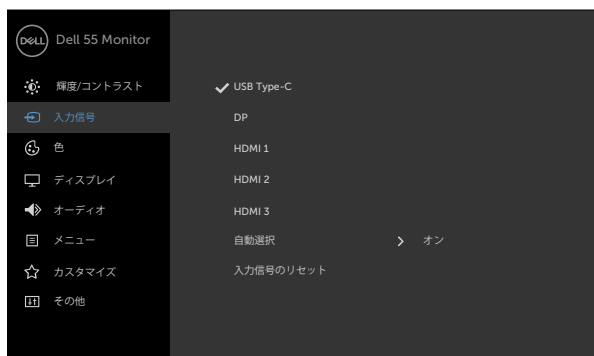 DELL Dell 55 Monitor
輝度/コントラスト
入力信号
色
ディスプレイ
オーディオ
メニュー
カスタマイズ
その他
USB Type-C
DP
HDMI 1
HDMI 2
HDMI 3
自動選択 オン
入力信号のリセット